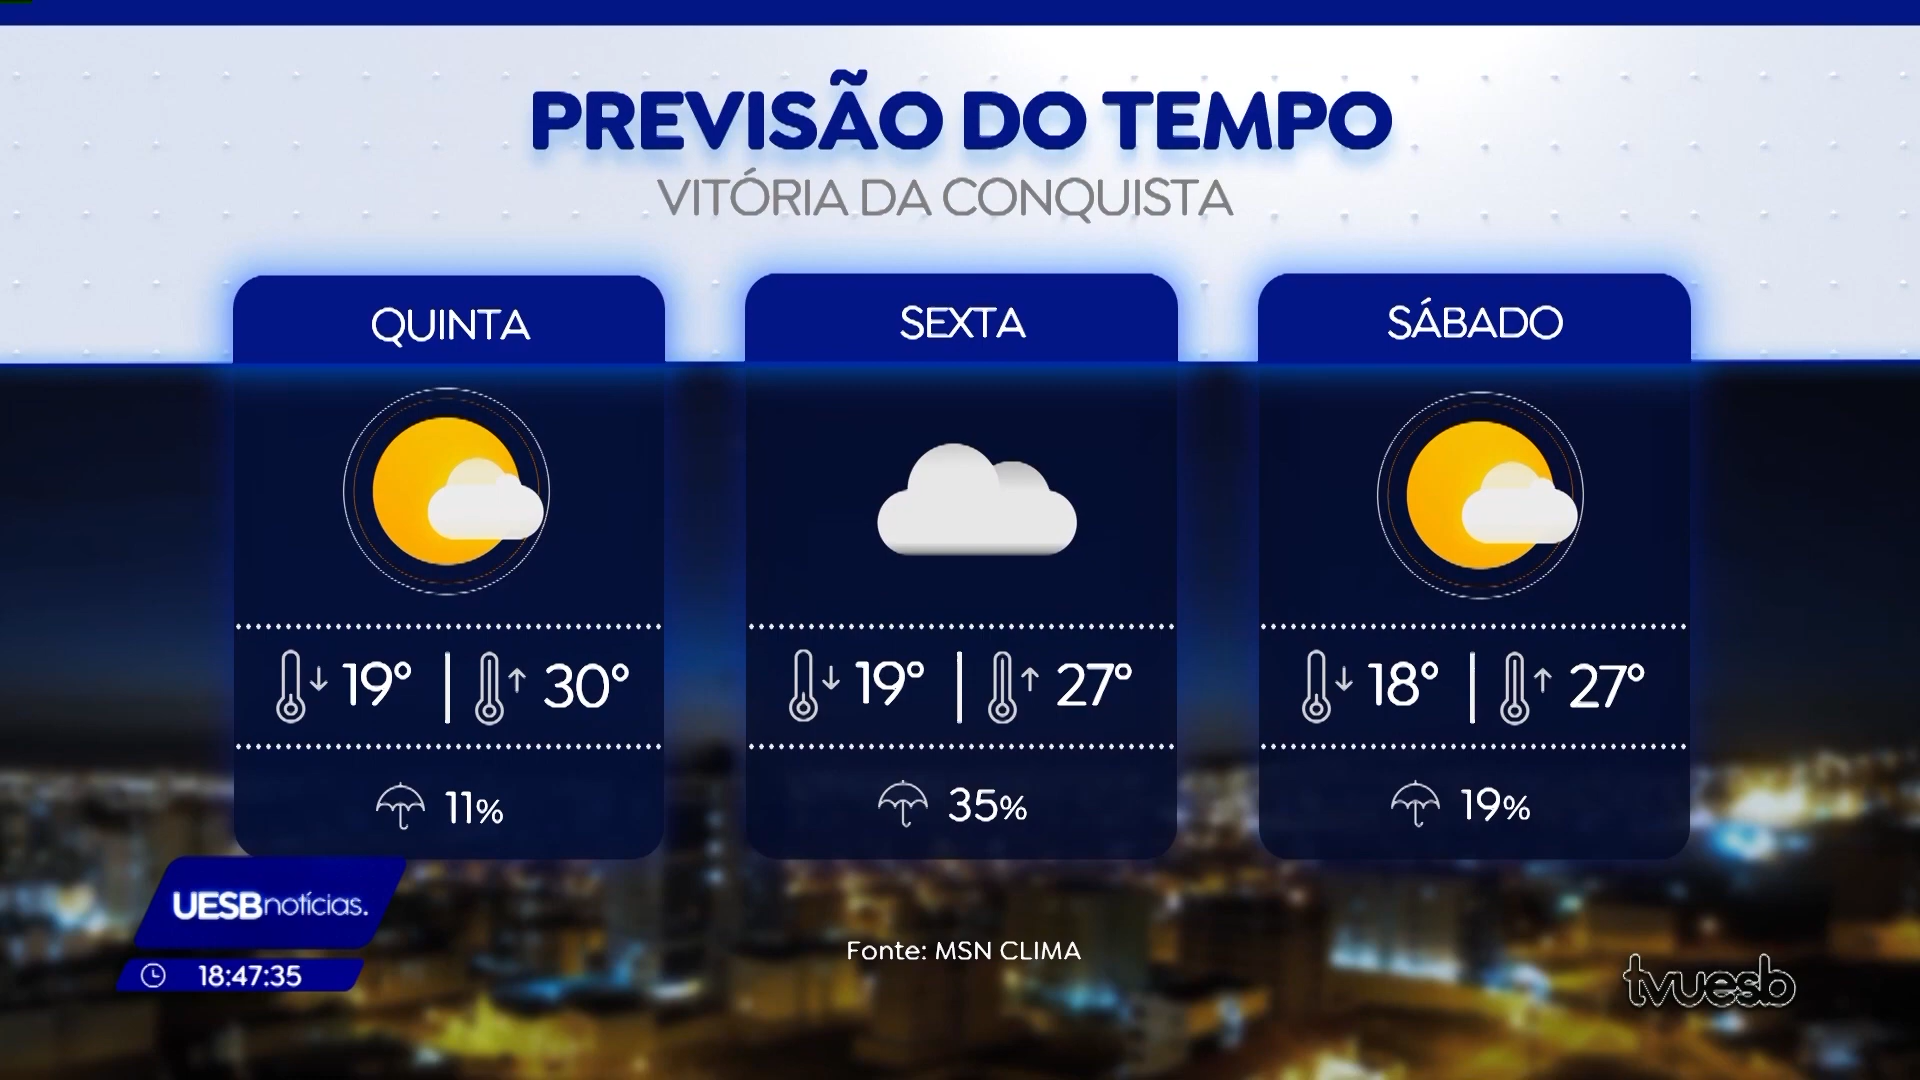 PREVISÃO DO TEMPO
VITÓRIA DA CONQUISTA
QUINTA
19° 30°
11%
SEXTA
19° 27°
35%
SÁBADO
18° 27°
19%
UESBnotícias.
18:47:35
Fonte: MSN CLIMA
tvuesb